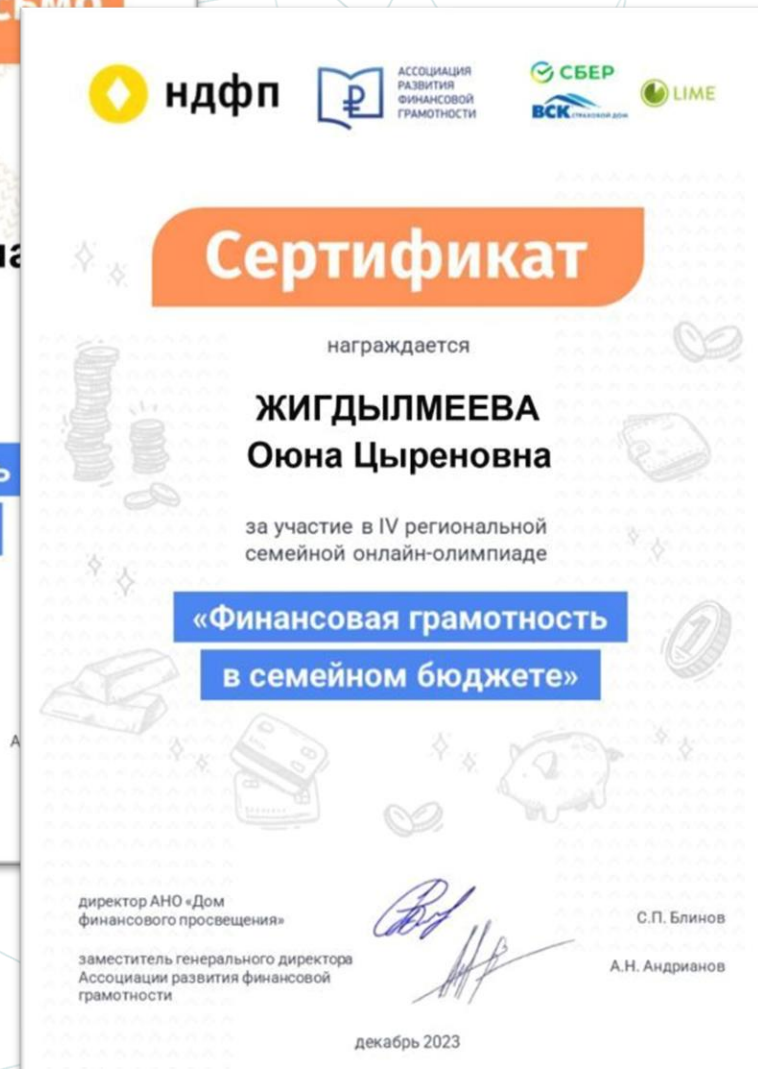 ндфп
АССОЦИАЦИЯ
РАЗВИТИЯ
ФИНАНСОВОЙ
ГРАМОТНОСТИ
СБЕР
ВСК СТРАХОВОЙ ДОМ
LIME
Сертификат
награждается
ЖИГДЫЛМЕЕВА
Оюна Цыреновна
за участие в IV региональной
семейной онлайн-олимпиаде
«Финансовая грамотность
в семейном бюджете»
директор АНО «Дом
финансового просвещения»
С.П. Блинов
заместитель генерального директора
Ассоциации развития финансовой
грамотности
А.Н. Андрианов
декабрь 2023